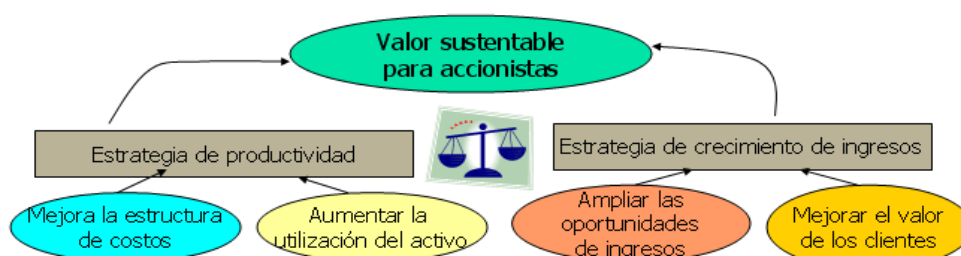 Valor sustentable
para accionistas
Estrategia de productividad
Estrategia de crecimiento de ingresos
Mejora la estructura
de costos
Aumentar la
utilización del activo
Ampliar las
oportunidades
de ingresos
Mejorar el valor
de los clientes